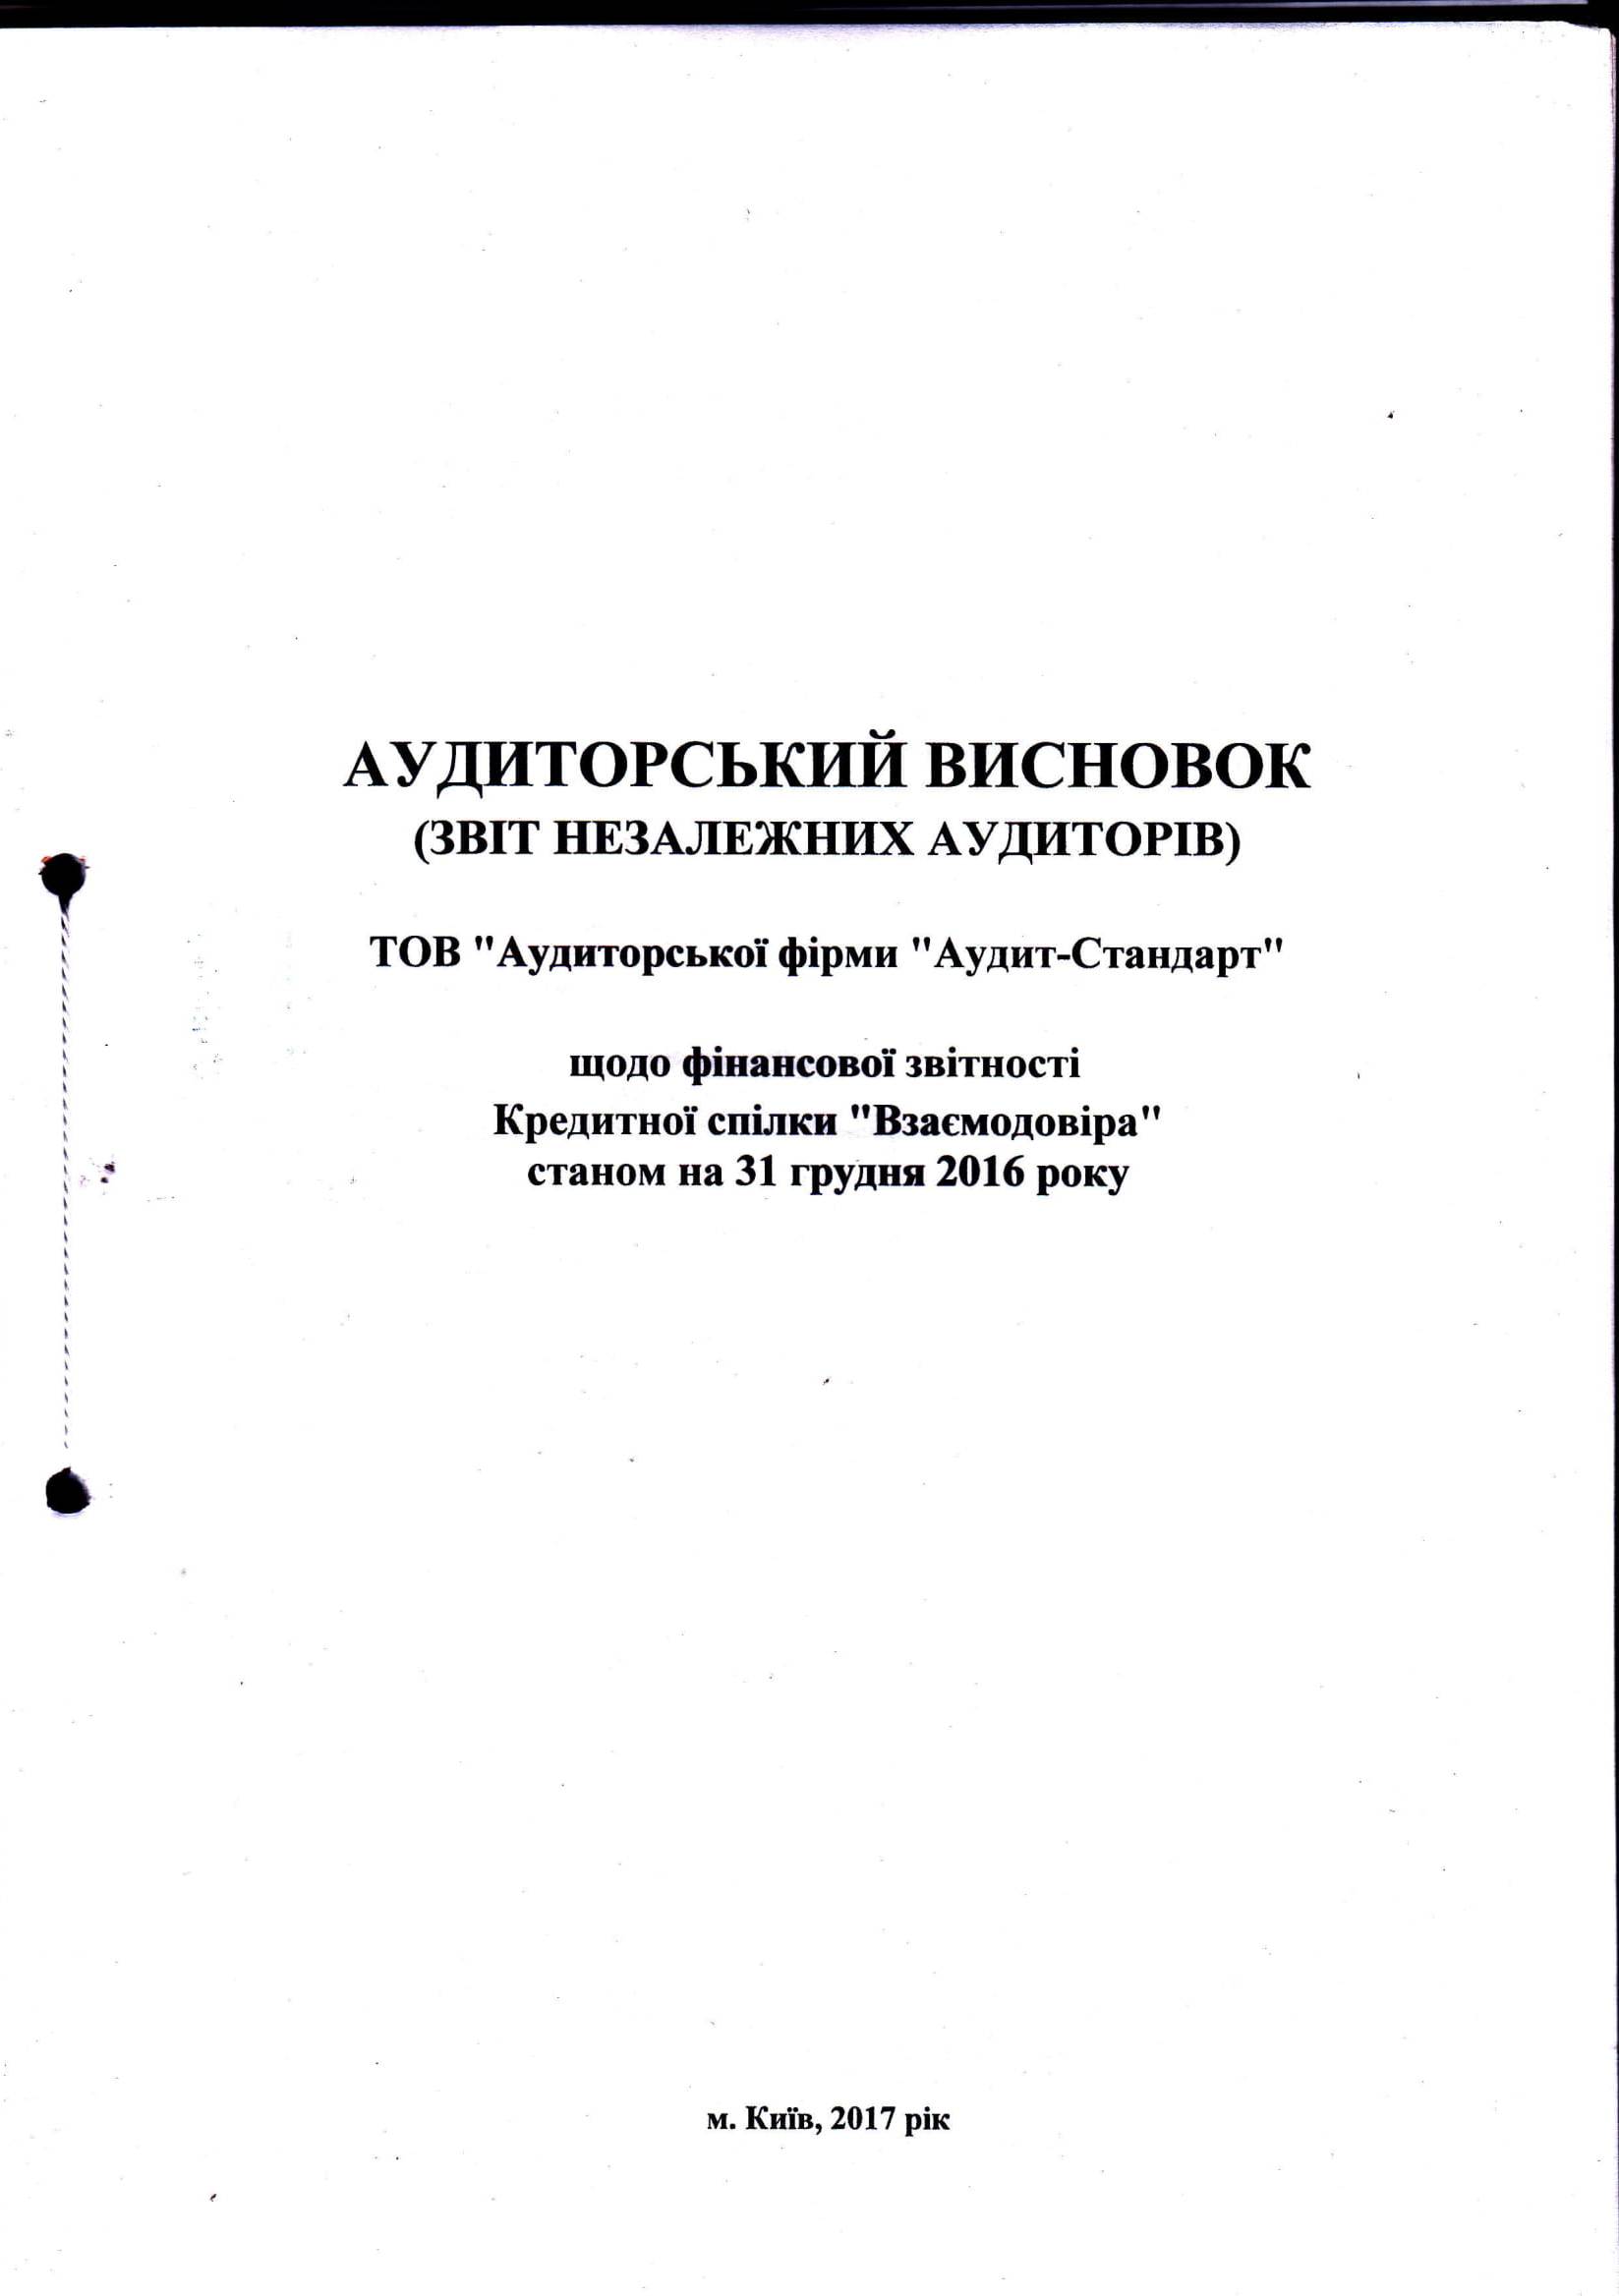 АУДИТОРСЬКИЙ ВИСНОВОК
(ЗВІТ НЕЗАЛЕЖНИХ АУДИТОРІВ)
ТОВ "Аудиторської фірми "Аудит-Стандарт"
щодо фінансової звітності
Кредитної спілки "Взаємодовіра"
станом на 31 грудня 2016 року
м. Київ, 2017 рік